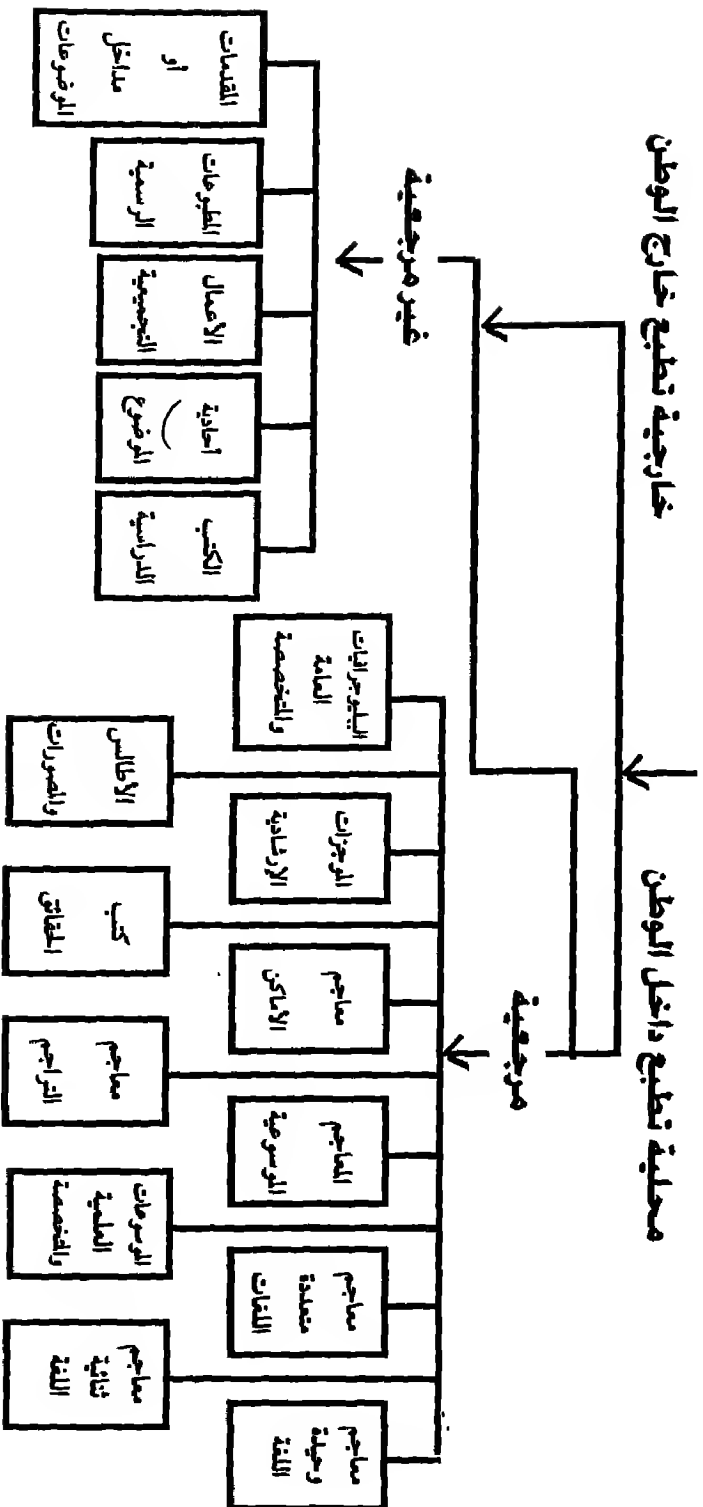 محلية تطبع داخل الوطن
خارجية تطبع خارج الوطن
مرجعية
غير مرجعية
معاجم
وحيدة
اللغة
معاجم
متعددة
اللغات
المعاجم
الموسوعية
معاجم
الأماكن
الموجزات
الإرشادية
الببليوجرافيات
العامة
والمتخصصة
معاجم
ثنائية
اللغة
الموسوعات
العلمية
والمتخصصة
معاجم
التراجم
كتب
الحقائق
الأطالس
والمصورات
الكتب
الدراسية
أحادية
الموضوع
الأعمال
التجميعية
المطبوعات
الرسمية
المقدمات
أو
مداخل
الموضوعات